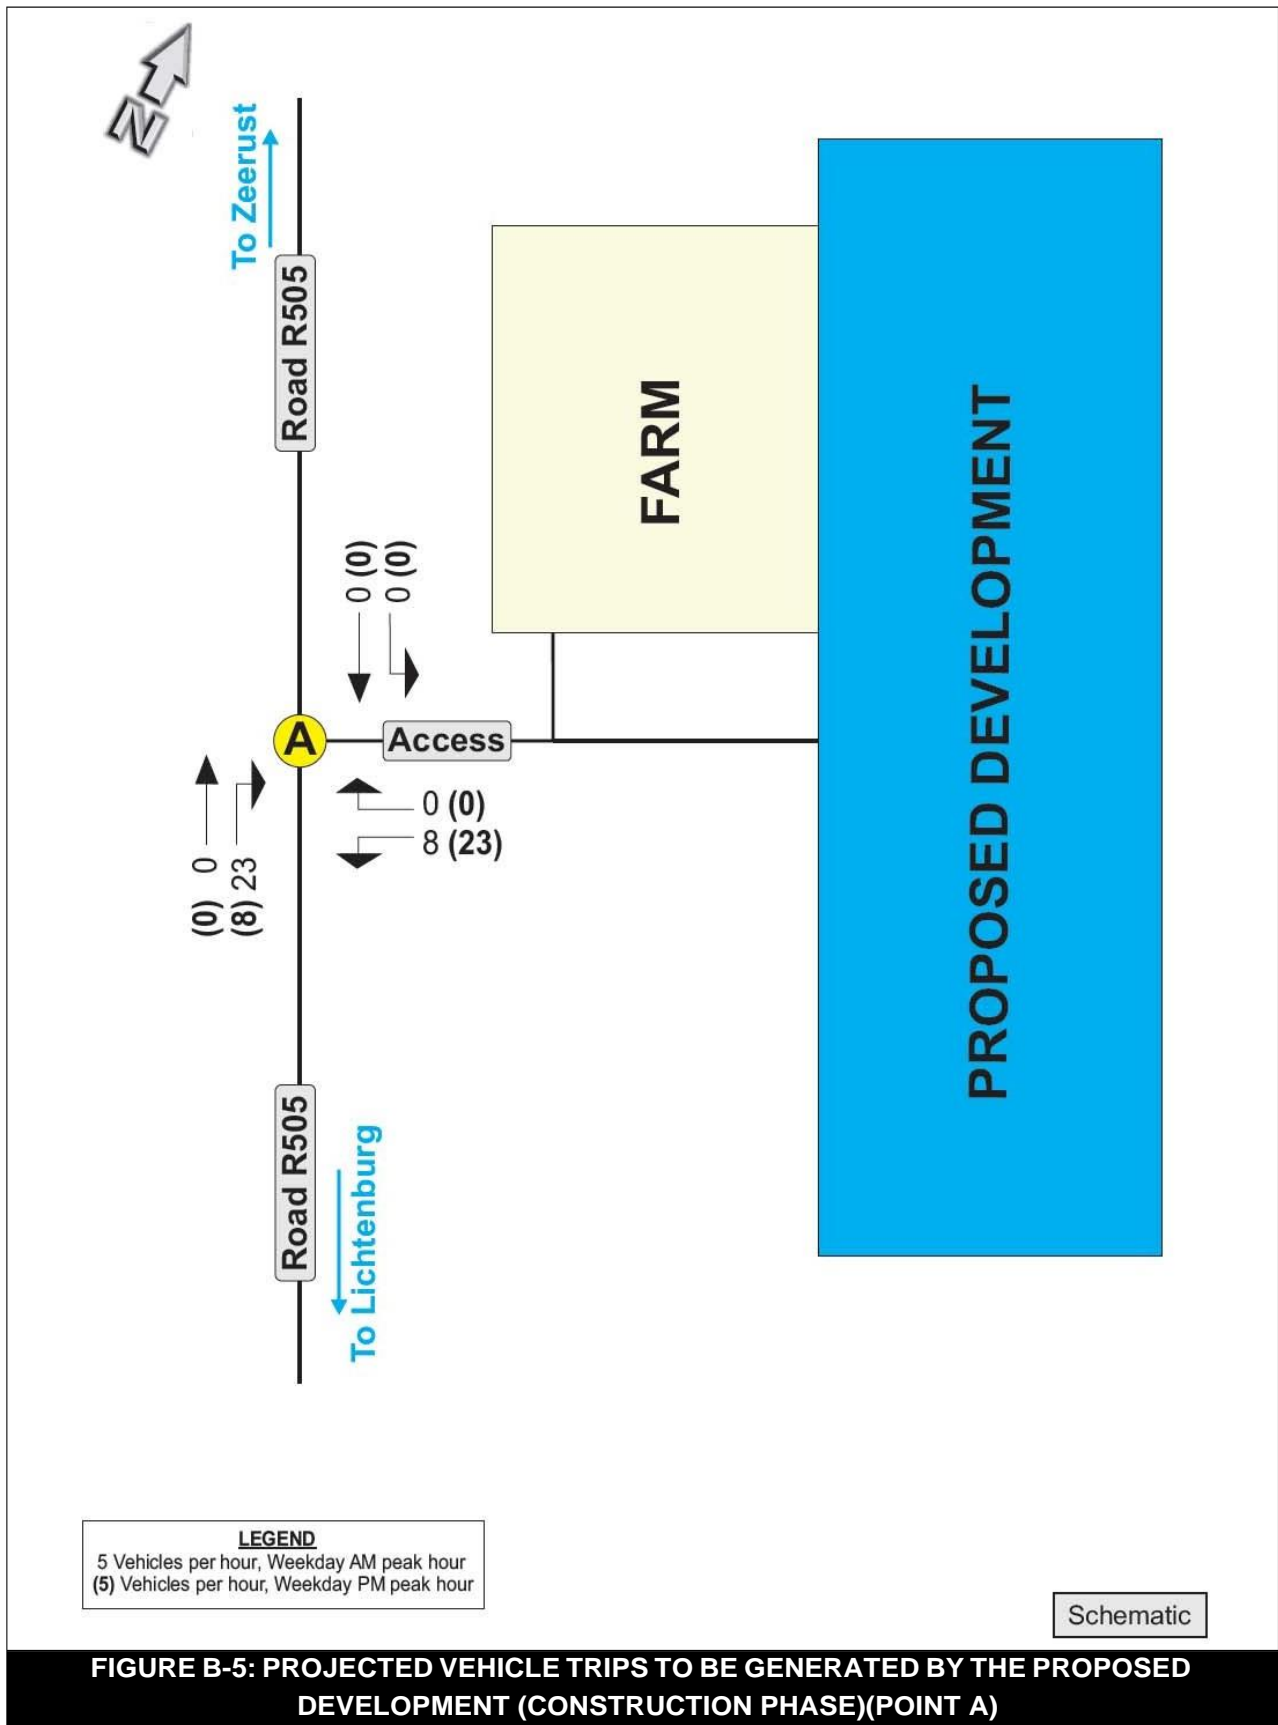 N
To Zeerust
Road R505
FARM
PROPOSED DEVELOPMENT
0 (0)
0 (0)
A
Access
0 (0)
8 (23)
(0) 0
(8) 23
Road R505
To Lichtenburg
LEGEND
5 Vehicles per hour, Weekday AM peak hour
(5) Vehicles per hour, Weekday PM peak hour
Schematic
FIGURE B-5: PROJECTED VEHICLE TRIPS TO BE GENERATED BY THE PROPOSED
DEVELOPMENT (CONSTRUCTION PHASE)(POINT A)